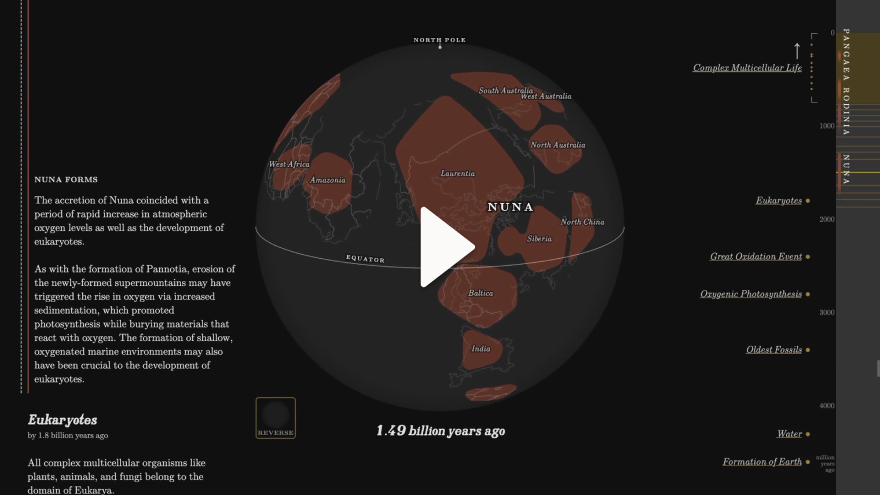 NUNA FORMS
The accretion of Nuna coincided with a
period of rapid increase in atmospheric
oxygen levels as well as the development of
eukaryotes.
As with the formation of Pannotia, erosion of
the newly-formed supermountains may have
triggered the rise in oxygen via increased
sedimentation, which promoted
photosynthesis while burying materials that
react with oxygen. The formation of shallow,
oxygenated marine environments may also
have been crucial to the development of
eukaryotes.
Eukaryotes
by 1.8 billion years ago
All complex multicellular organisms like
plants, animals, and fungi belong to the
domain of Eukarya.
NORTH POLE
South Australia
West Australia
North Australia
West Africa
Amazonia
Laurentia
NUNA
North China
Siberia
EQUATOR
Baltica
India
REVERSE
1.49 billion years ago
0
Complex Multicellular Life
1000
Eukaryotes
2000
Great Oxidation Event
Oxygenic Photosynthesis
3000
Oldest Fossils
4000
Water
Formation of Earth
million
years
ago
PANGAEA
RODINIA
NUNA